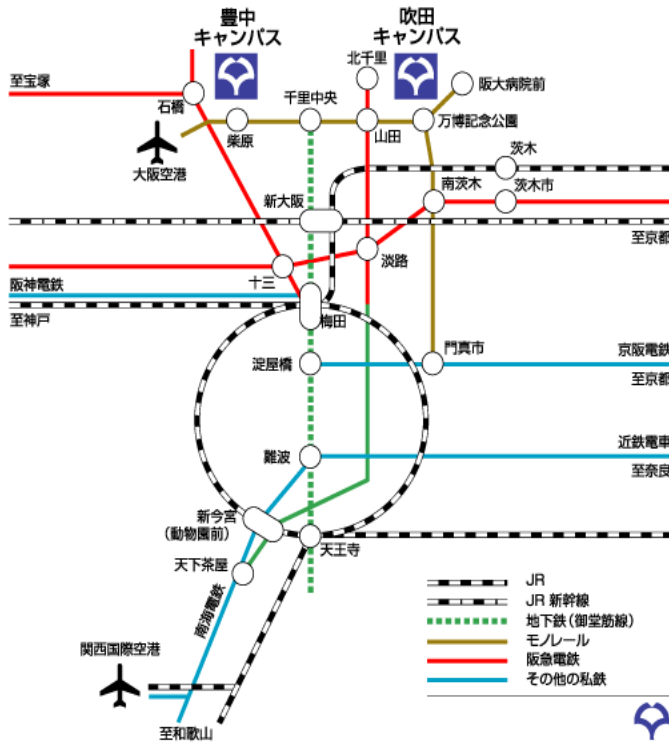 豊中
キャンパス
吹田
キャンパス
北千里
阪大病院前
至宝塚
石橋
千里中央
柴原
山田
万博記念公園
大阪空港
茨木
新大阪
南茨木
茨木市
至京都
淡路
十三
阪神電鉄
至神戸
梅田
淀屋橋
門真市
京阪電鉄
至京都
難波
近鉄電車
至奈良
新今宮
(動物園前)
天王寺
天下茶屋
南海電鉄
関西国際空港
至和歌山
JR
JR 新幹線
地下鉄(御堂筋線)
モノレール
阪急電鉄
その他の私鉄